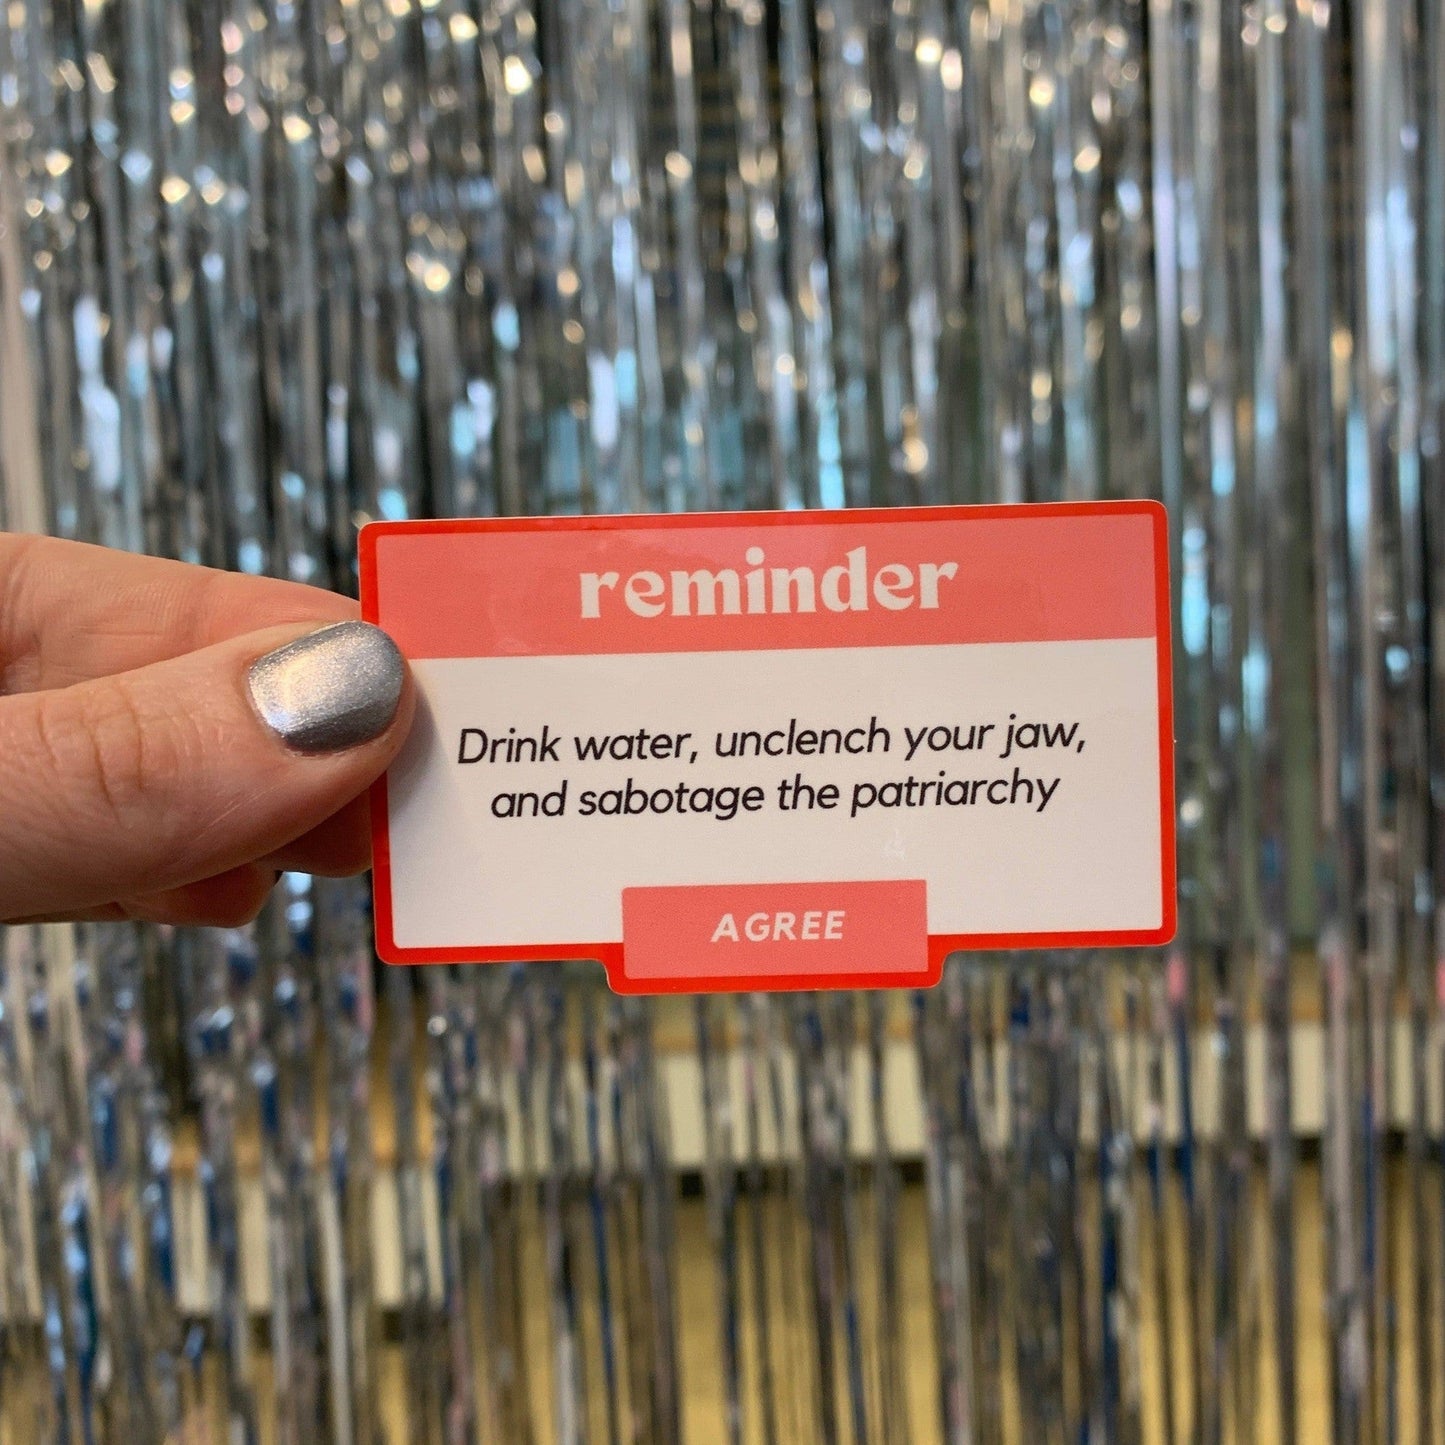 reminder
Drink water, unclench your jaw,
and sabotage the patriarchy
AGREE